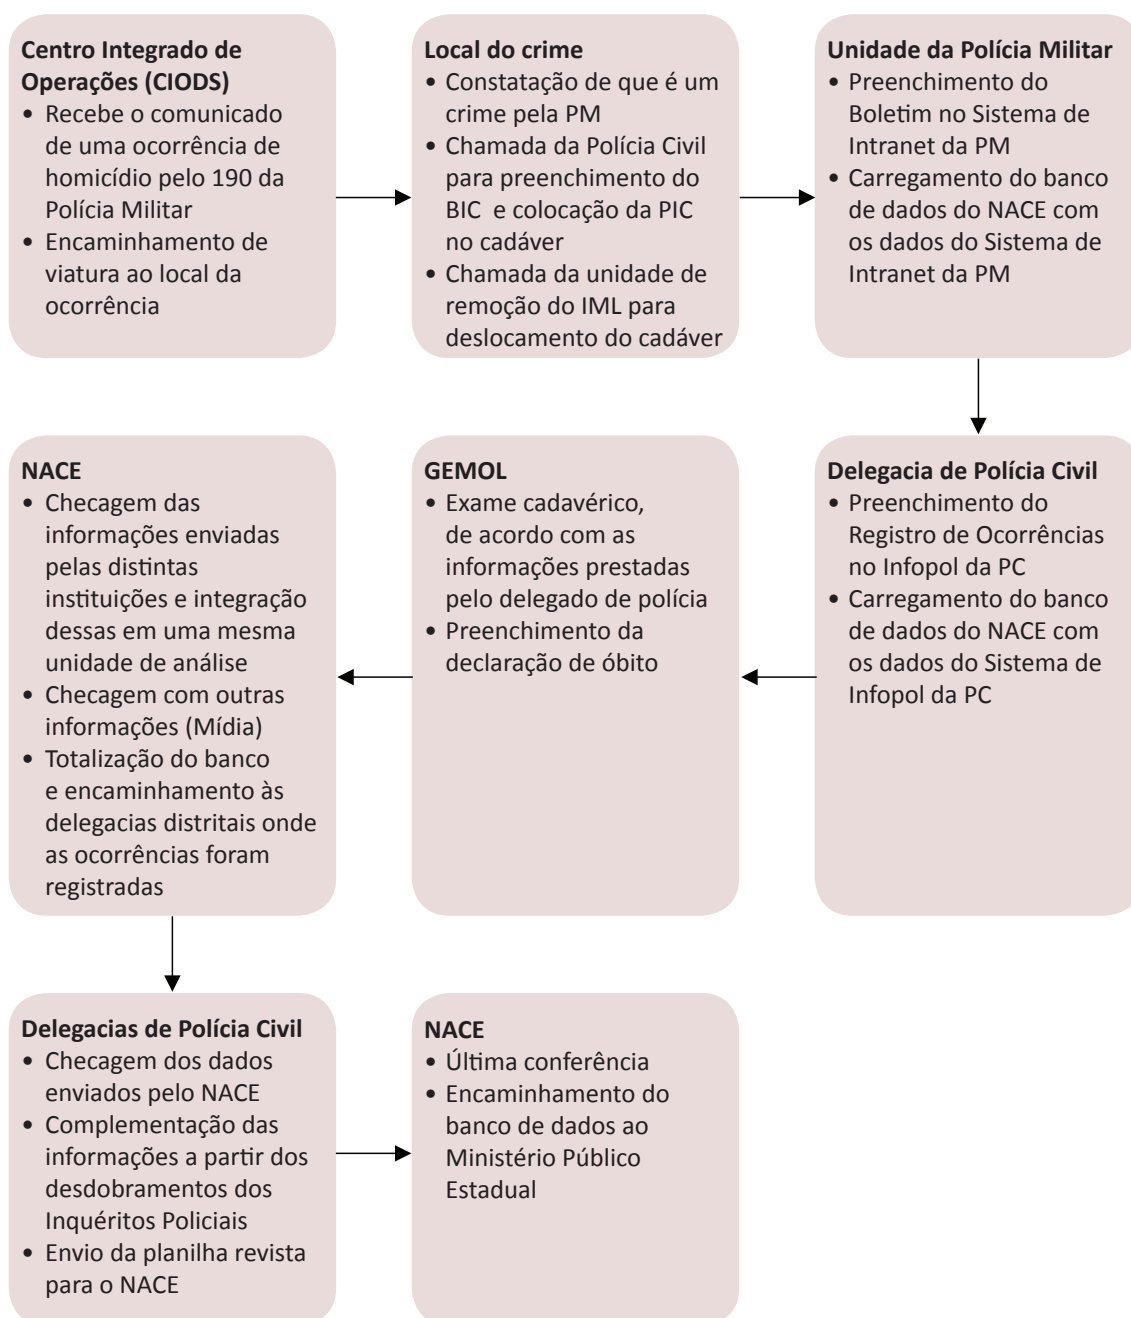 Centro Integrado de
Operações (CIODS)
• Recebe o comunicado
de uma ocorrência de
homicídio pelo 190 da
Polícia Militar
• Encaminhamento de
viatura ao local da
ocorrência
Local do crime
• Constatação de que é um
crime pela PM
• Chamada da Polícia Civil
para preenchimento do
BIC e colocação da PIC
no cadáver
• Chamada da unidade de
remoção do IML para
deslocamento do cadáver
Unidade da Polícia Militar
• Preenchimento do
Boletim no Sistema de
Intranet da PM
• Carregamento do banco
de dados do NACE com
os dados do Sistema de
Intranet da PM
Delegacia de Polícia Civil
• Preenchimento do
Registro de Ocorrências
no Infopol da PC
• Carregamento do banco
de dados do NACE com
os dados do Sistema de
Infopol da PC
GEMOL
• Exame cadavérico,
de acordo com as
informações prestadas
pelo delegado de polícia
• Preenchimento da
declaração de óbito
NACE
• Checagem das
informações enviadas
pelas distintas
instituições e integração
dessas em uma mesma
unidade de análise
• Checagem com outras
informações (Mídia)
• Totalização do banco
e encaminhamento às
delegacias distritais onde
as ocorrências foram
registradas
Delegacias de Polícia Civil
• Checagem dos dados
enviados pelo NACE
• Complementação das
informações a partir dos
desdobramentos dos
Inquéritos Policiais
• Envio da planilha revista
para o NACE
NACE
• Última conferência
• Encaminhamento do
banco de dados ao
Ministério Público
Estadual